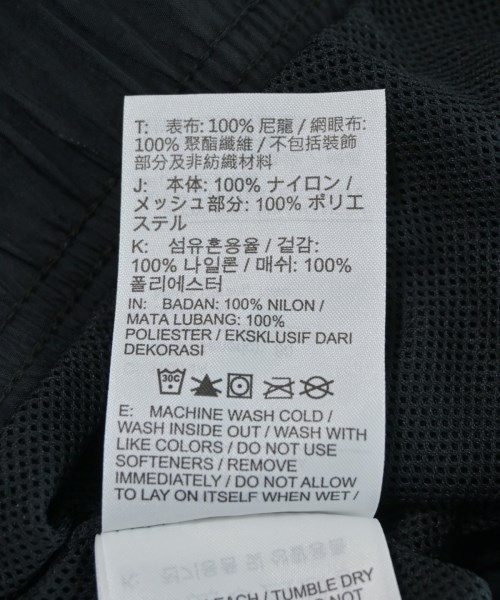 T: 表布: 100% 尼龍 / 網眼布:
100% 聚酯纖維 / 不包括裝飾
部分及非紡織材料
J: 本体: 100% ナイロン /
メッシュ部分: 100% ポリエ
ステル
K: 섬유혼용율 / 겉감:
100% 나일론 / 매쉬: 100%
폴리에스터
IN: BADAN: 100% NILON /
MATA LUBANG: 100%
POLIESTER / EKSKLUSIF DARI
DEKORASI
30C
E: MACHINE WASH COLD /
WASH INSIDE OUT / WASH WITH
LIKE COLORS / DO NOT USE
SOFTENERS / REMOVE
IMMEDIATELY / DO NOT ALLOW
TO LAY ON ITSELF WHEN WET /
EACH / TUMBLE DRY
NOT